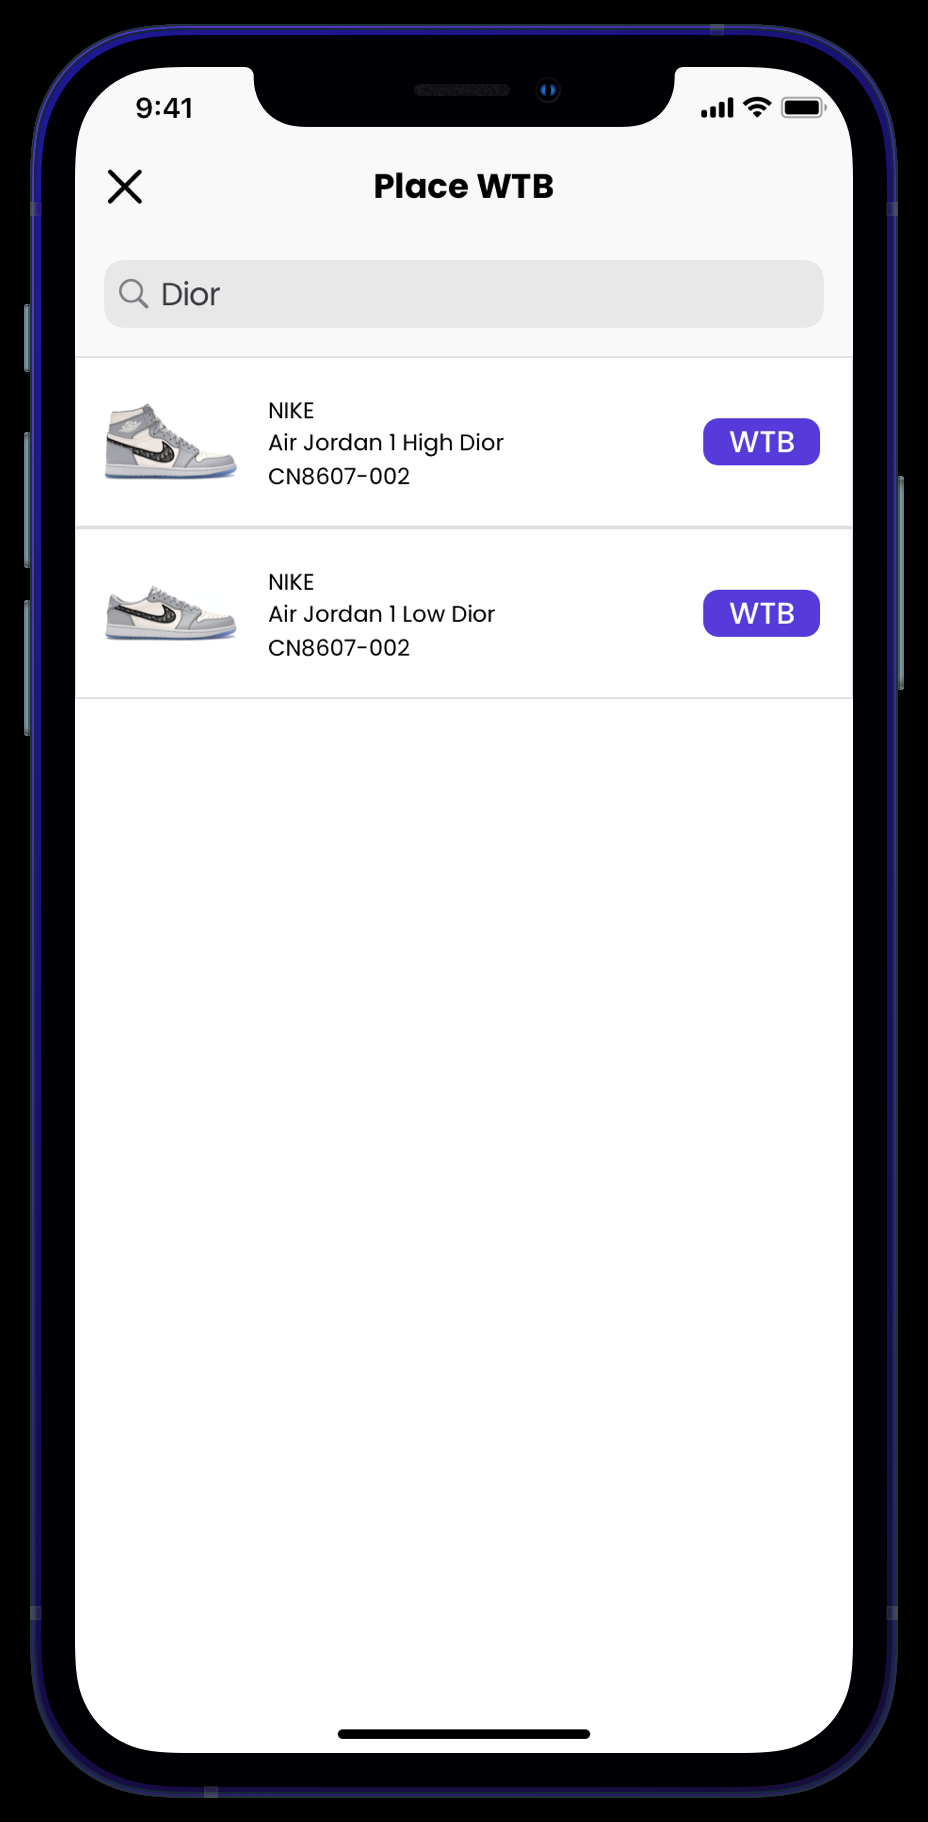 9:41
Place WTB
Dior
NIKE
Air Jordan 1 High Dior
CN8607-002
WTB
NIKE
Air Jordan 1 Low Dior
CN8607-002
WTB